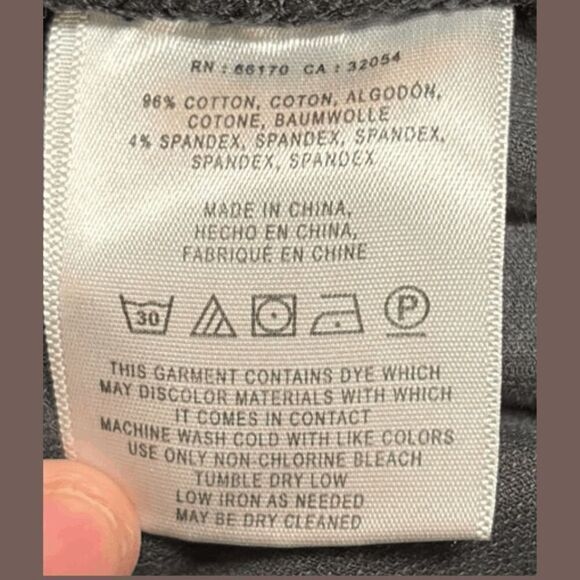 RN : 66170 CA : 32054
96% COTTON, COTON, ALGODÓN,
COTONE, BAUMWOLLE
4% SPANDEX, SPANDEX, SPANDEX,
SPANDEX, SPANDEX
MADE IN CHINA,
HECHO EN CHINA,
FABRIQUÉ EN CHINE
30 P
THIS GARMENT CONTAINS DYE WHICH
MAY DISCOLOR MATERIALS WITH WHICH
IT COMES IN CONTACT
MACHINE WASH COLD WITH LIKE COLORS
USE ONLY NON-CHLORINE BLEACH
TUMBLE DRY LOW
LOW IRON AS NEEDED
MAY BE DRY CLEANED